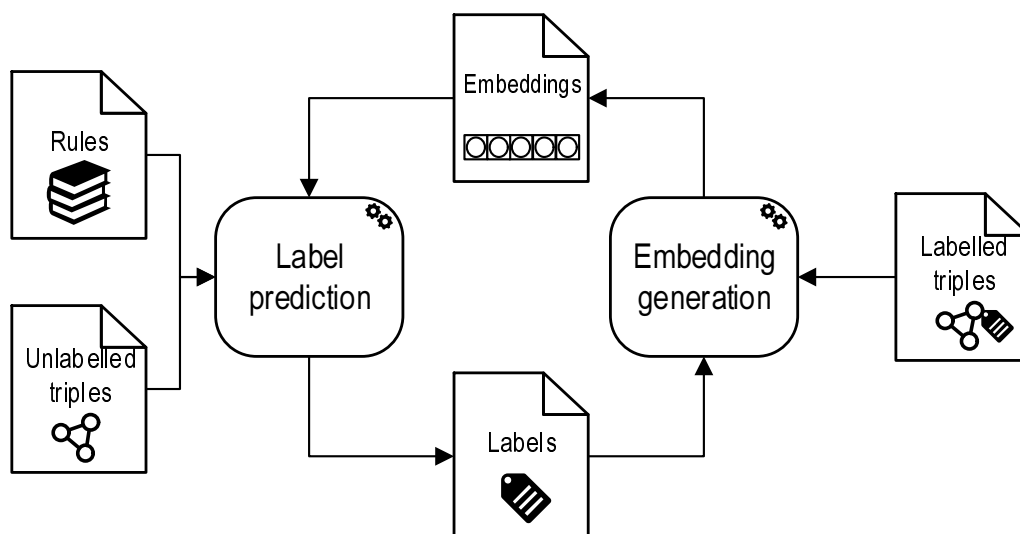 Rules
Unlabelled
triples
Label
prediction
Embeddings
Labels
Embedding
generation
Labelled
triples